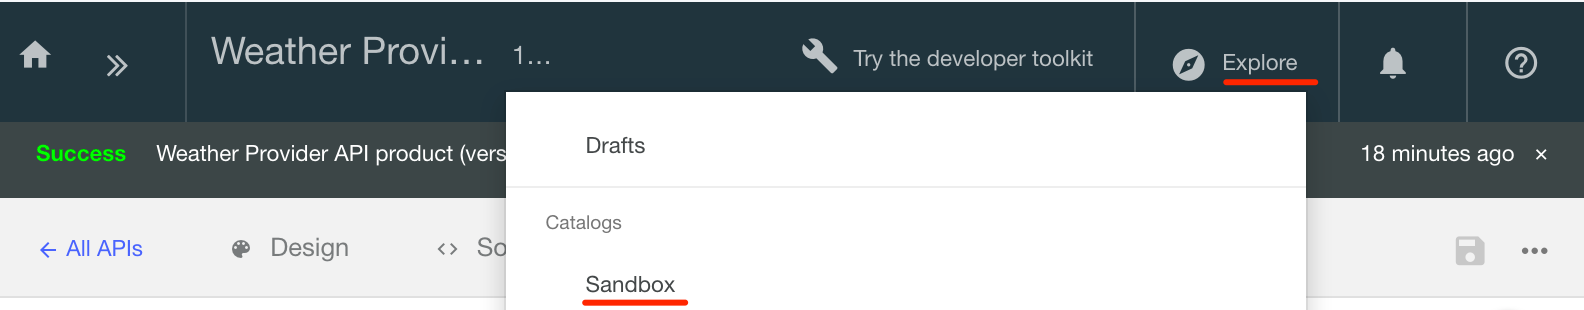 Weather Provi... 1...
Try the developer toolkit
Explore
Success Weather Provider API product (vers
18 minutes ago ×
Drafts
Catalogs
Sandbox
← All APIs
Design
<> So